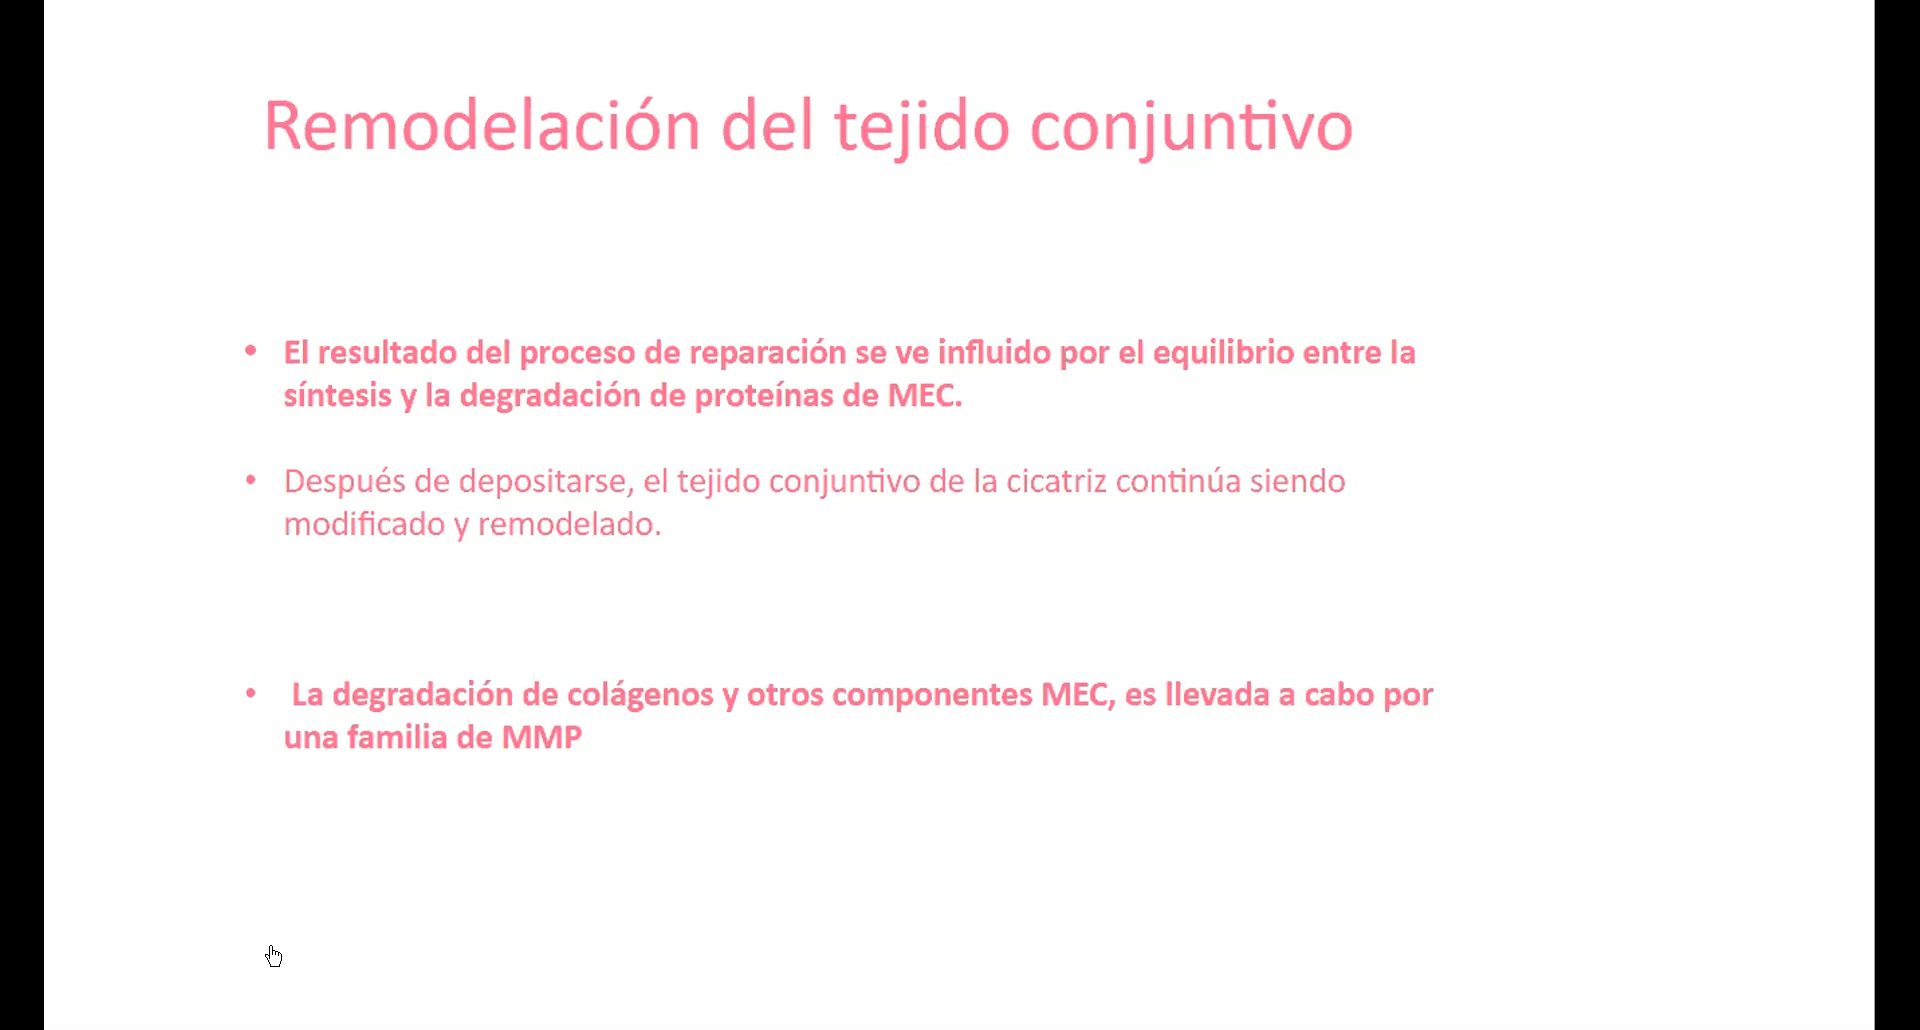 Remodelación del tejido conjuntivo
• El resultado del proceso de reparación se ve influido por el equilibrio entre la
síntesis y la degradación de proteínas de MEC.
• Después de depositarse, el tejido conjuntivo de la cicatriz continúa siendo
modificado y remodelado.
• La degradación de colágenos y otros componentes MEC, es llevada a cabo por
una familia de MMP